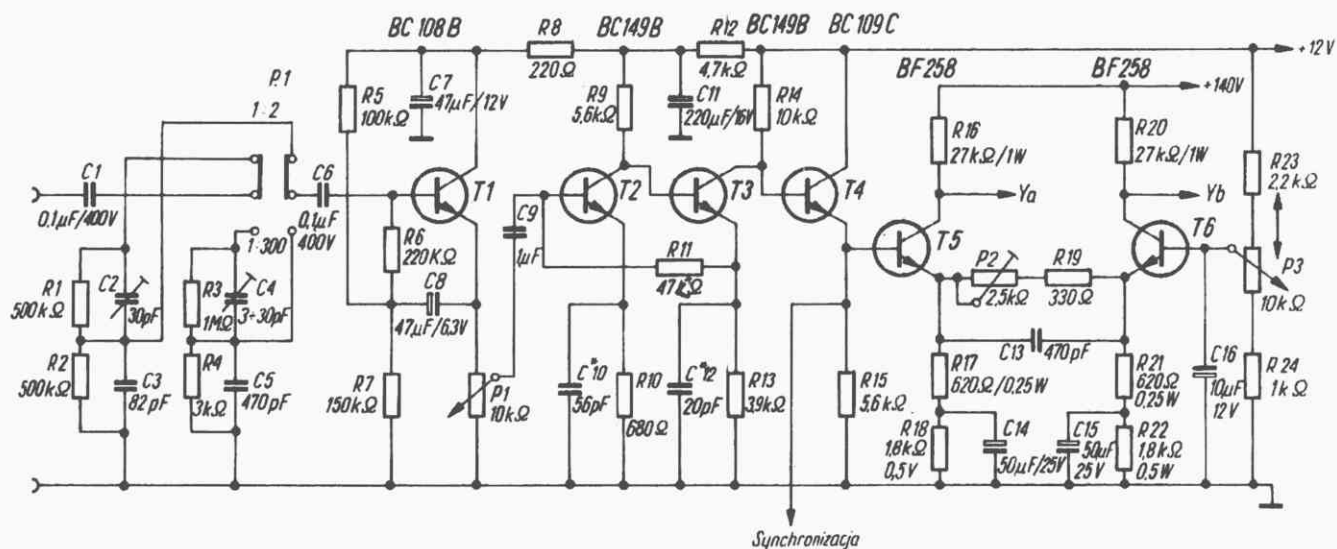 BC 108 B
R8
220Ω
BC149B
R12
4,7kΩ
BC149B
BC 109 C
+12V
P.1
1:2
R5
100kΩ
C7
47µF/12V
R9
5,6kΩ
C11
220µF/16V
R14
10kΩ
BF258
BF258
+140V
R16
27kΩ/1W
R20
27kΩ/1W
R23
2,2kΩ
C1
0.1µF/400V
C6
0.1µF
400V
T1
T2
T3
T4
Ya
Yb
1:300
R6
220KΩ
C9
1µF
R11
47k*Ω
T5
P2
2,5kΩ
R19
330Ω
T6
P3
10kΩ
R1
500kΩ
C2
30pF
R3
1MΩ
C4
3÷30pF
C8
47µF/6,3V
C13
470pF
R2
500kΩ
C3
82pF
R4
3kΩ
C5
470pF
R7
150kΩ
P1
10kΩ
C*10
56pF
R10
680Ω
C*12
20pF
R13
3,9kΩ
R15
5,6kΩ
R17
620Ω/0.25W
R21
620Ω
0,25W
C16
10µF
12V
R24
1kΩ
R18
1,8kΩ
0,5V
C14
50µF/25V
C15
50µF
25V
R22
1,8kΩ
0.5W
Synchronizacja